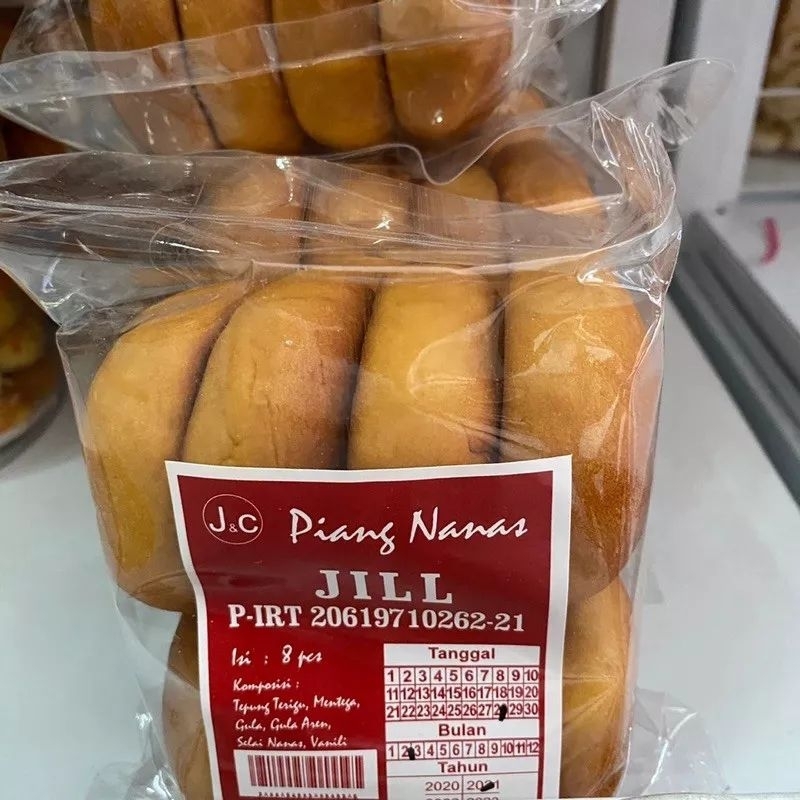 J&C
Piang Nanas
JILL
P-IRT 20619710262-21
Isi : 8 pcs
Komposisi :
Tepung Terigu, Mentega,
Gula, Gula Aren,
Selai Nanas, Vanili
Tanggal
1 2 3 4 5 6 7 8 9 10
11 12 13 14 15 16 17 18 19 20
21 22 23 24 25 26 27 29 30
Bulan
1 2 3 4 5 6 7 8 9 10 11 12
Tahun
2020